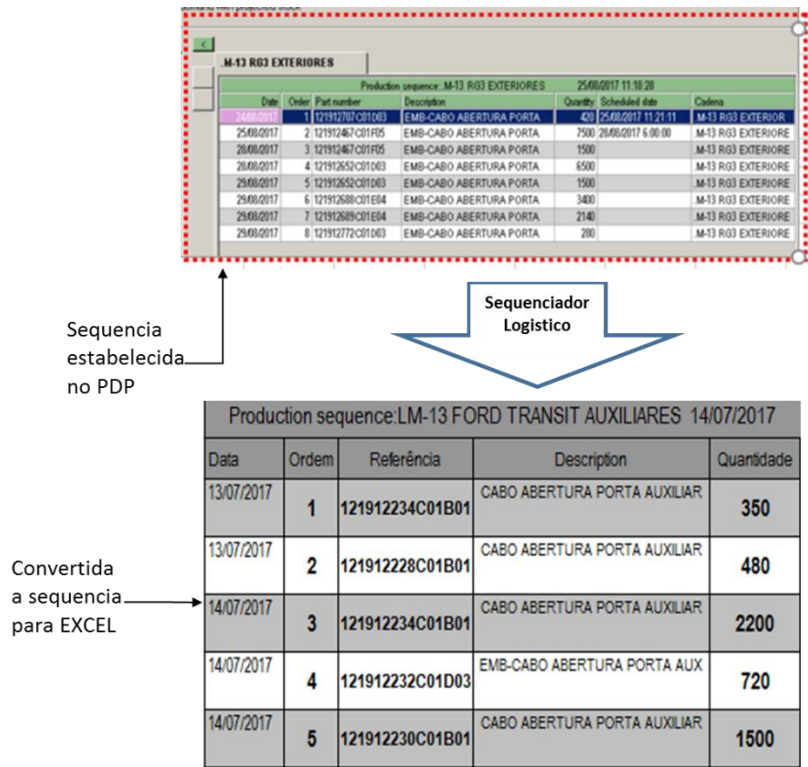 .M-13 RG3 EXTERIORES
Production sequence:.M-13 RG3 EXTERIORES 25/08/2017 11:18:28
Date Order Part number Description Quantity Scheduled date Cadena
24/08/2017 1 121912707C01D03 EMB-CABO ABERTURA PORTA 420 25/08/2017 11:21:11 .M-13 RG3 EXTERIOR
25/08/2017 2 121912467C01F05 EMB-CABO ABERTURA PORTA 7500 28/08/2017 6:00:00 .M-13 RG3 EXTERIORE
28/08/2017 3 121912467C01F05 EMB-CABO ABERTURA PORTA 1500 .M-13 RG3 EXTERIORE
28/08/2017 4 121912652C01D03 EMB-CABO ABERTURA PORTA 6500 .M-13 RG3 EXTERIORE
29/08/2017 5 121912652C01D03 EMB-CABO ABERTURA PORTA 1500 .M-13 RG3 EXTERIORE
29/08/2017 6 121912688C01E04 EMB-CABO ABERTURA PORTA 3400 .M-13 RG3 EXTERIORE
29/08/2017 7 121912689C01E04 EMB-CABO ABERTURA PORTA 2140 .M-13 RG3 EXTERIORE
29/08/2017 8 121912772C01D03 EMB-CABO ABERTURA PORTA 280 .M-13 RG3 EXTERIORE
Sequenciador
Logistico
Sequencia
estabelecida
no PDP
Production sequence:LM-13 FORD TRANSIT AUXILIARES 14/07/2017
Data Ordem Referência Description Quantidade
13/07/2017 1 121912234C01B01 CABO ABERTURA PORTA AUXILIAR 350
13/07/2017 2 121912228C01B01 CABO ABERTURA PORTA AUXILIAR 480
14/07/2017 3 121912234C01B01 CABO ABERTURA PORTA AUXILIAR 2200
14/07/2017 4 121912232C01D03 EMB-CABO ABERTURA PORTA AUX 720
14/07/2017 5 121912230C01B01 CABO ABERTURA PORTA AUXILIAR 1500
Convertida
a sequencia
para EXCEL